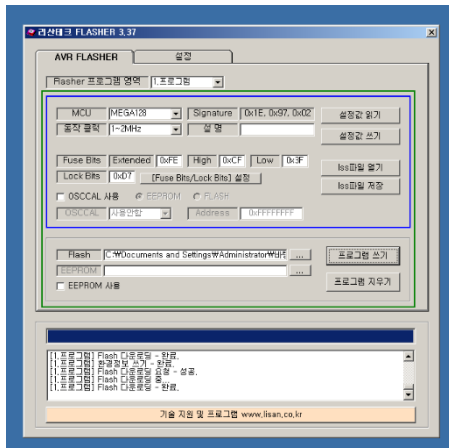 리산테크 FLASHER 3.37
AVR FLASHER 설정
Flasher 프로그램 영역 1.프로그램
MCU MEGA128 Signature 0x1E, 0x97, 0x02 설정값 읽기
동작 클럭 1~2MHz 설 명 설정값 쓰기
Fuse Bits Extended 0xFE High 0xCF Low 0x3F lss파일 열기
Lock Bits 0xD7 [Fuse Bits/Lock Bits] 설정 lss파일 저장
OSCCAL 사용 EEPROM FLASH
OSCCAL 사용안함 Address 0xFFFFFFFF
Flash C:₩Documents and Settings₩Administrator₩바탕 ... 프로그램 쓰기
EEPROM ... 프로그램 지우기
EEPROM 사용
[1.프로그램] Flash 다운로딩 - 완료.
[1.프로그램] 환경정보 쓰기 - 완료.
[1.프로그램] Flash 다운로딩 요청 - 성공.
[1.프로그램] Flash 다운로딩 중...
[1.프로그램] Flash 다운로딩 - 완료.
기술 지원 및 프로그램 www.lisan.co.kr